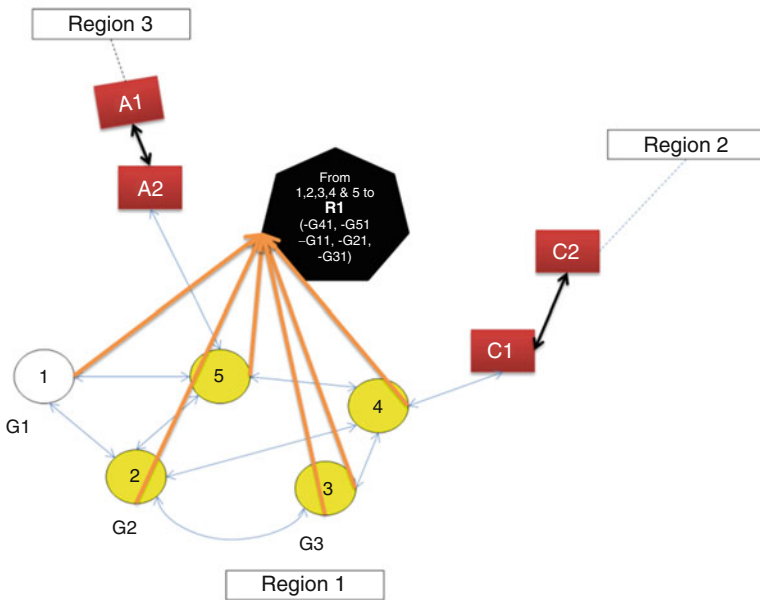 Region 3
A1
A2
Region 2
From
1,2,3,4 & 5 to
R1
(-G41, -G51
–G11, -G21,
-G31)
C2
C1
1
5
4
G1
2
3
G2
G3
Region 1